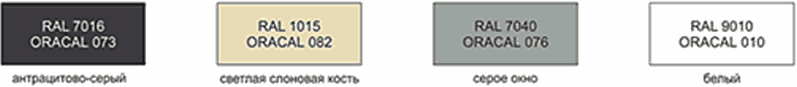 RAL 7016
ORACAL 073
антрацитово-серый
RAL 1015
ORACAL 082
светлая слоновая кость
RAL 7040
ORACAL 076
серое окно
RAL 9010
ORACAL 010
белый